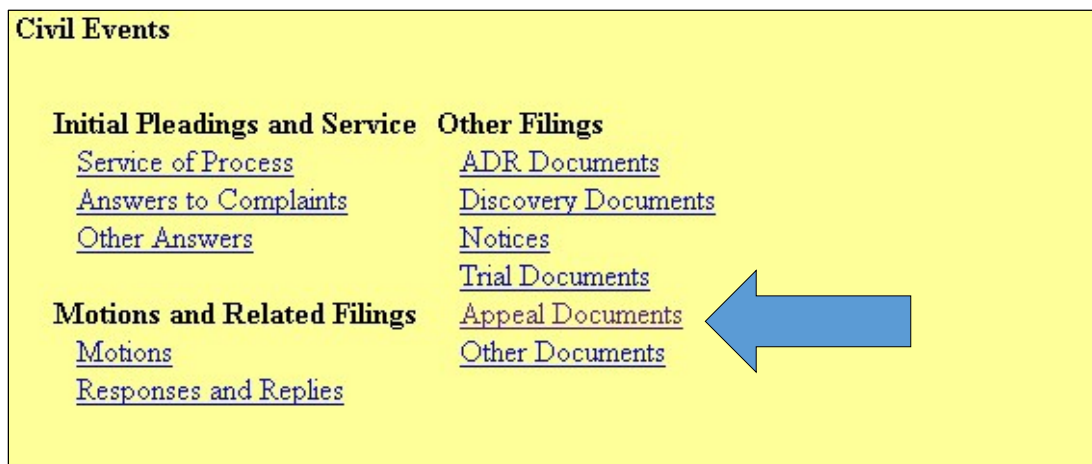 Civil Events
Initial Pleadings and Service
Service of Process
Answers to Complaints
Other Answers
Motions and Related Filings
Motions
Responses and Replies
Other Filings
ADR Documents
Discovery Documents
Notices
Trial Documents
Appeal Documents
Other Documents